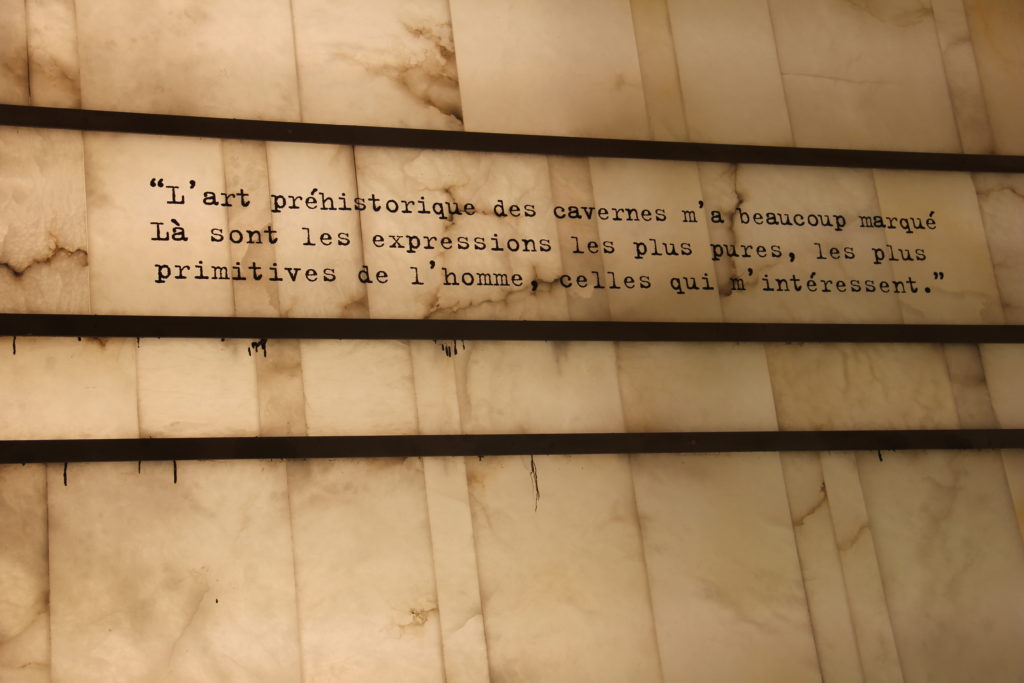 “L’art préhistorique des cavernes m’a beaucoup marqué
Là sont les expressions les plus pures, les plus
primitives de l’homme, celles qui m’intéressent.”